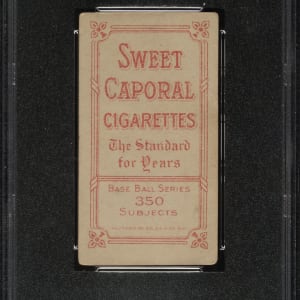 SWEET
CAPORAL
CIGARETTES
The Standard
for Years
BASE BALL SERIES
350
SUBJECTS